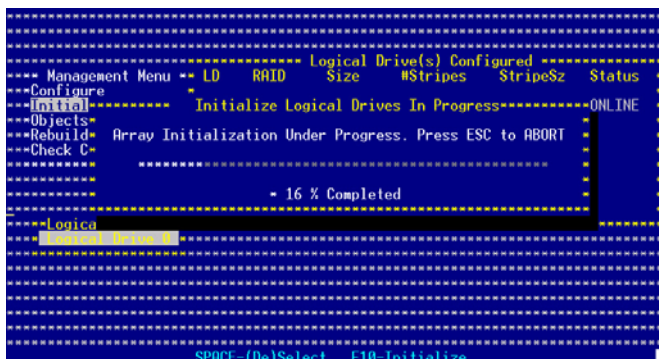 Logical Drive(s) Configured
Management Menu LD RAID Size #Stripes StripeSz Status
Configure
Initial Initialize Logical Drives In Progress ONLINE
Objects
Rebuild Array Initialization Under Progress. Press ESC to ABORT
Check C
16 % Completed
Logica
Logical Drive 0
SPACE-(De)Select F10-Initialize